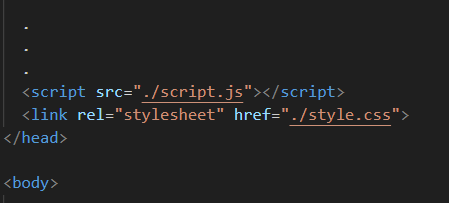 .
.
.
<script src="./script.js"></script>
<link rel="stylesheet" href="./style.css">
</head>
<body>